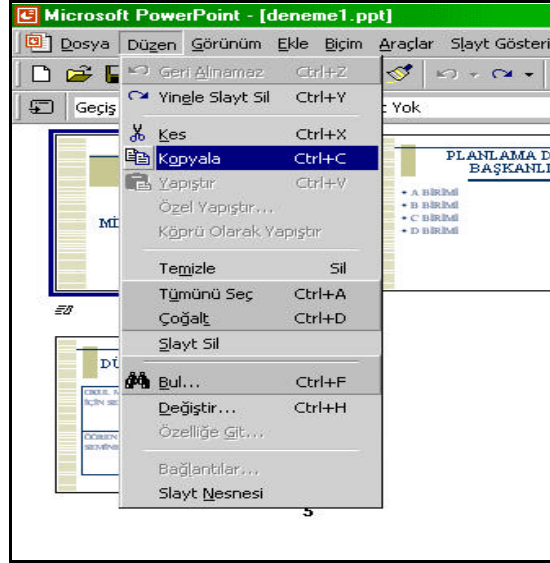 Microsoft PowerPoint - [deneme1.ppt]
Dosya Düzen Görünüm Ekle Biçim Araçlar Slayt Gösteri
Geçiş
Yok
Geri Alınamaz Ctrl+Z
Yinele Slayt Sil Ctrl+Y
Kes Ctrl+X
Kopyala Ctrl+C
Yapıştır Ctrl+V
Özel Yapıştır...
Köprü Olarak Yapıştır
Temizle Sil
Tümünü Seç Ctrl+A
Çoğalt Ctrl+D
Slayt Sil
Bul... Ctrl+F
Değiştir... Ctrl+H
Özelliğe Git...
Bağlantılar...
Slayt Nesnesi
PLANLAMA D
BAŞKANLI
• A BİRİMİ
• B BİRİMİ
• C BİRİMİ
• D BİRİMİ
Mİ
DÜ
5